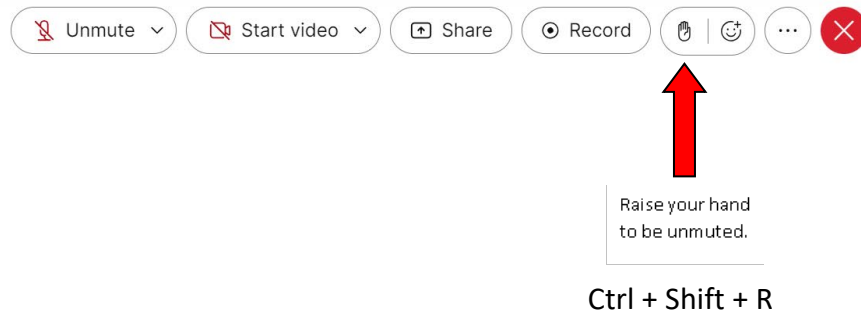 Unmute Start video Share Record
Raise your hand
to be unmuted.
Ctrl + Shift + R